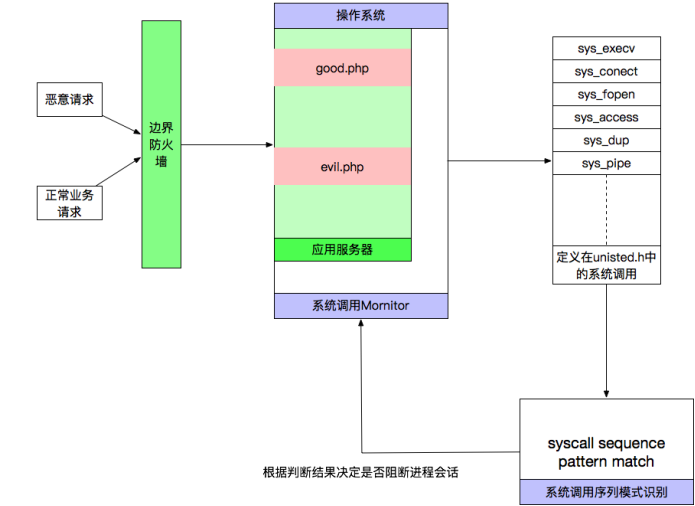 操作系统
good.php
evil.php
应用服务器
系统调用Mornitor
恶意请求
正常业务
请求
边界
防火
墙
sys_execv
sys_conect
sys_fopen
sys_access
sys_dup
sys_pipe
定义在unisted.h中
的系统调用
syscall sequence
pattern match
系统调用序列模式识别
根据判断结果决定是否阻断进程会话